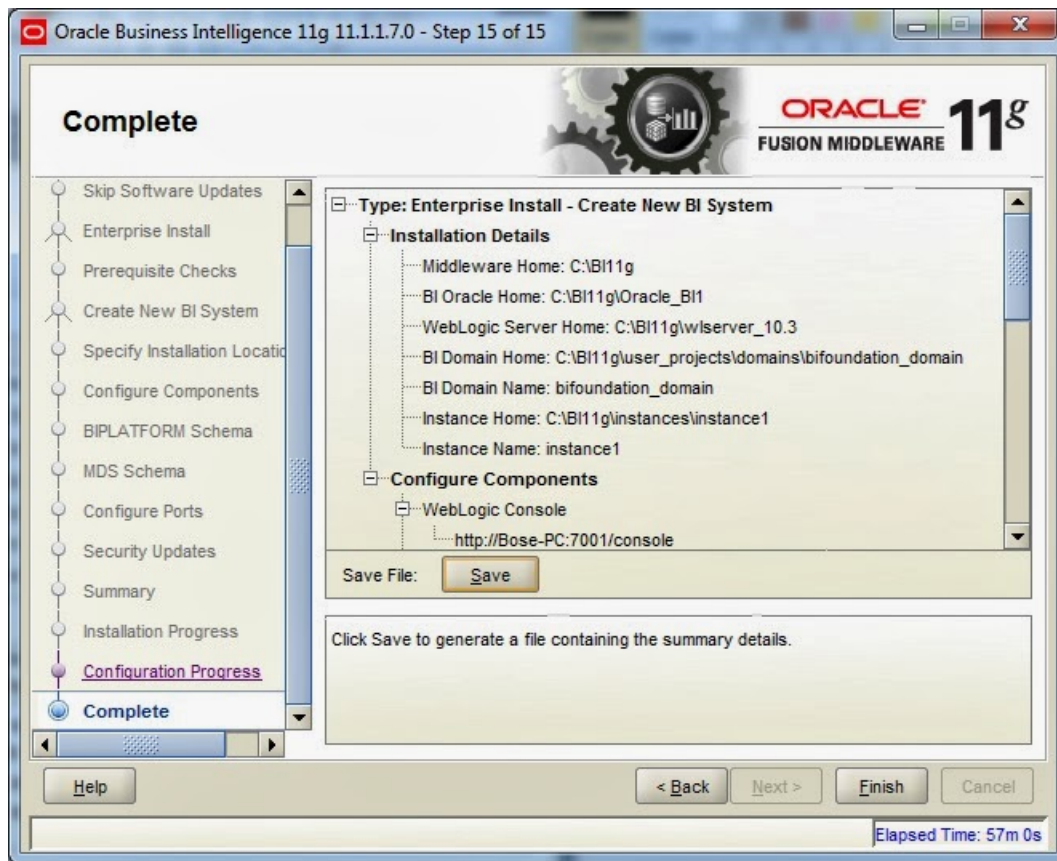 Oracle Business Intelligence 11g 11.1.1.7.0 - Step 15 of 15
Complete
ORACLE
FUSION MIDDLEWARE
11g
Skip Software Updates
Enterprise Install
Prerequisite Checks
Create New BI System
Specify Installation Locatio
Configure Components
BIPLATFORM Schema
MDS Schema
Configure Ports
Security Updates
Summary
Installation Progress
Configuration Progress
Complete
Type: Enterprise Install - Create New BI System
Installation Details
Middleware Home: C:\BI11g
BI Oracle Home: C:\BI11g\Oracle_BI1
WebLogic Server Home: C:\BI11g\wlserver_10.3
BI Domain Home: C:\BI11g\user_projects\domains\bifoundation_domain
BI Domain Name: bifoundation_domain
Instance Home: C:\BI11g\instances\instance1
Instance Name: instance1
Configure Components
WebLogic Console
http://Bose-PC:7001/console
Save File: Save
Click Save to generate a file containing the summary details.
Help < Back Next > Finish Cancel
Elapsed Time: 57m 0s